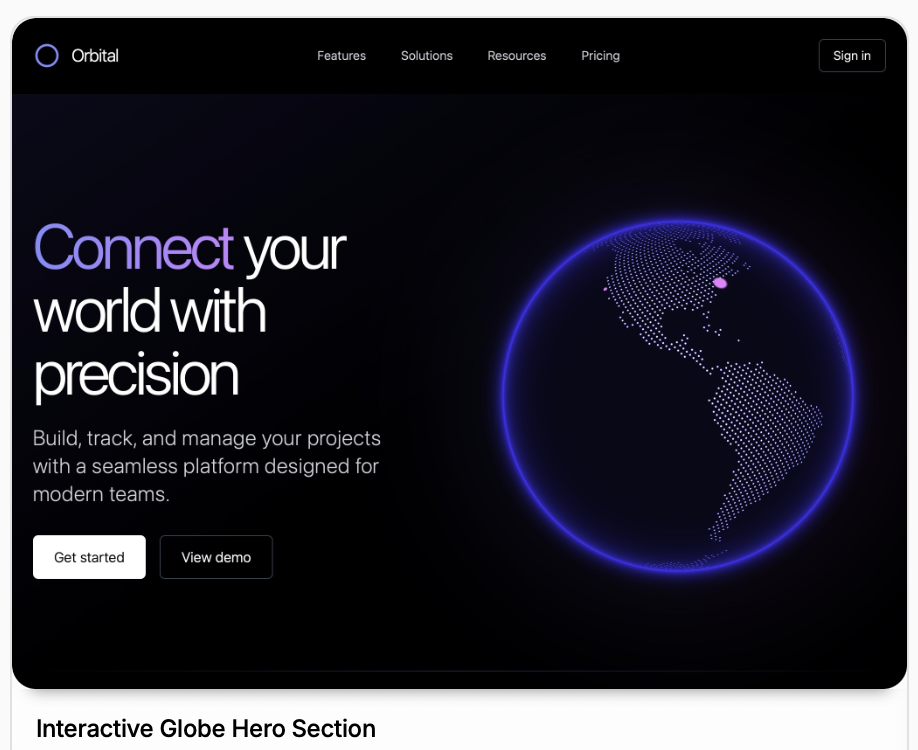 Orbital
Features
Solutions
Resources
Pricing
Sign in
Connect your
world with
precision
Build, track, and manage your projects
with a seamless platform designed for
modern teams.
Get started
View demo
Interactive Globe Hero Section